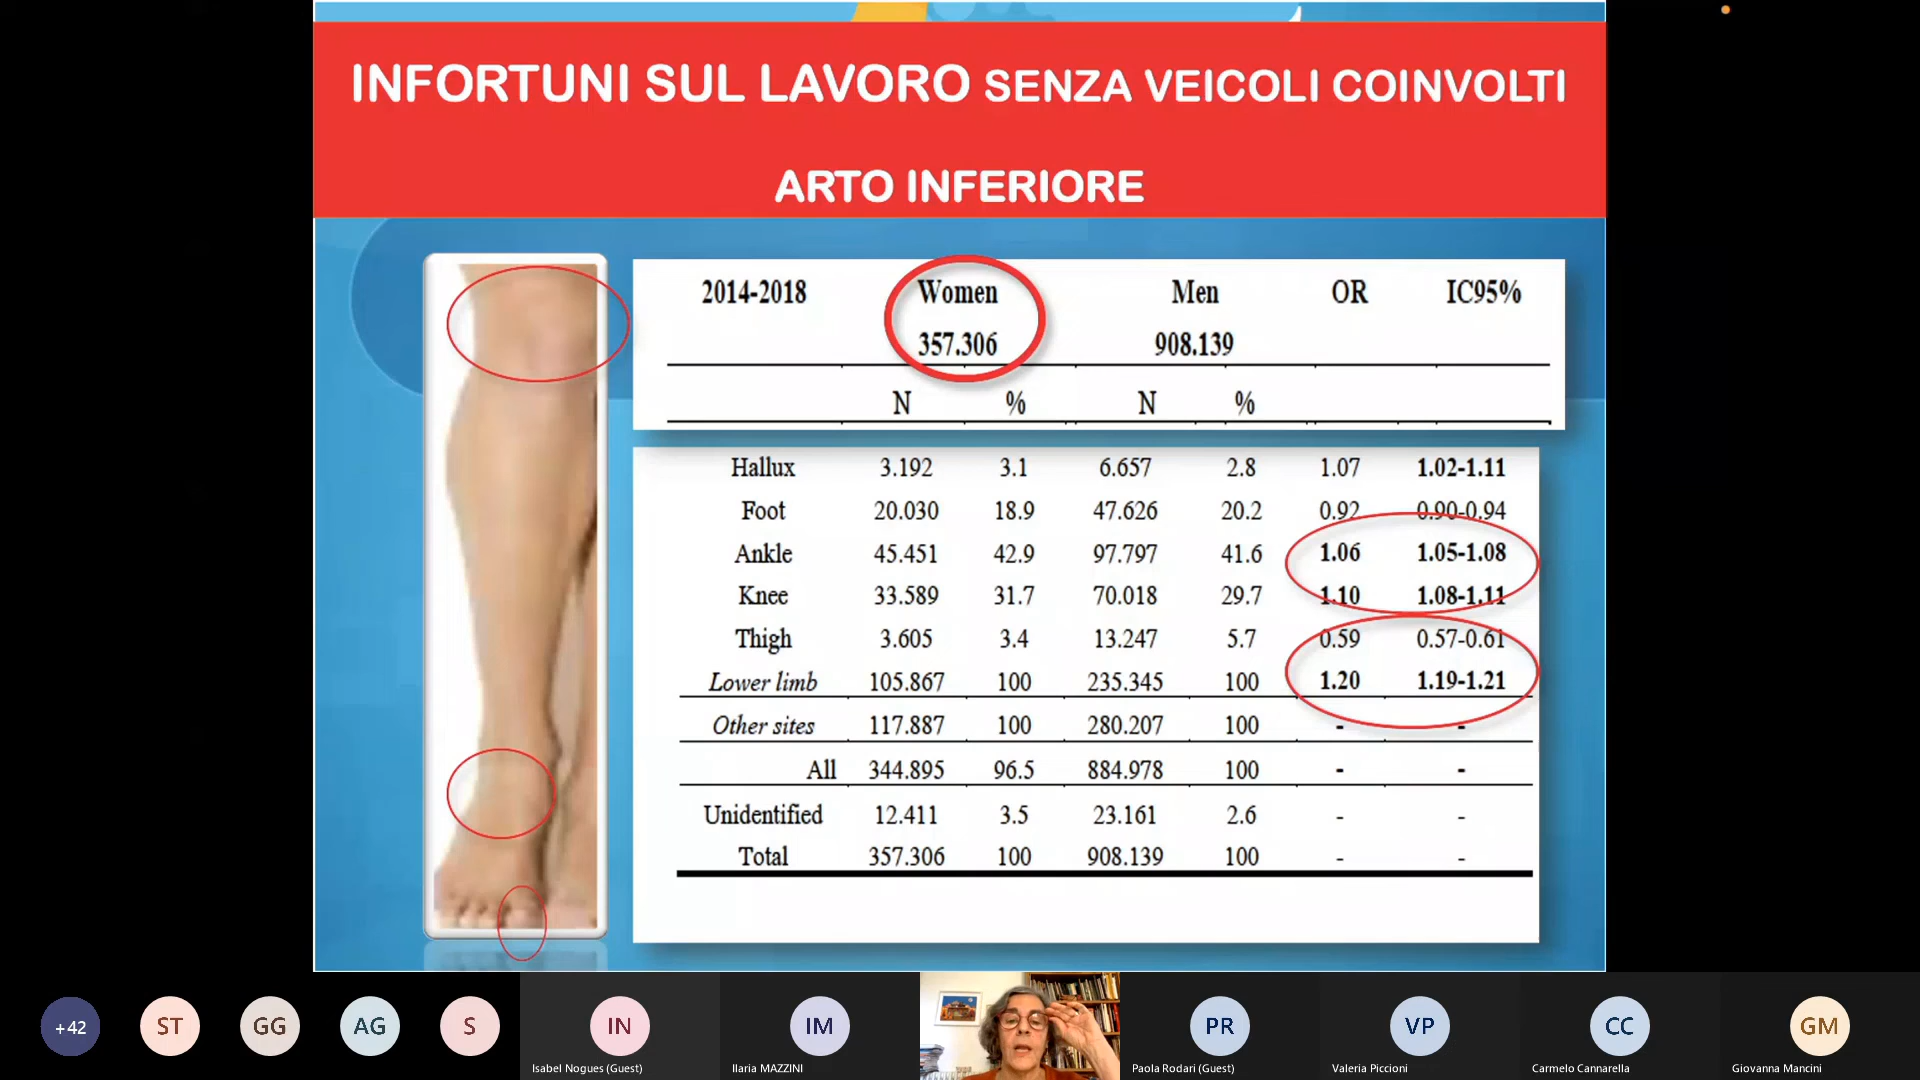 INFORTUNI SUL LAVORO SENZA VEICOLI COINVOLTI
ARTO INFERIORE
2014-2018 Women Men OR IC95%
357.306 908.139
N % N %
Hallux 3.192 3.1 6.657 2.8 1.07 1.02-1.11
Foot 20.030 18.9 47.626 20.2 0.92 0.90-0.94
Ankle 45.451 42.9 97.797 41.6 1.06 1.05-1.08
Knee 33.589 31.7 70.018 29.7 1.10 1.08-1.11
Thigh 3.605 3.4 13.247 5.7 0.59 0.57-0.61
Lower limb 105.867 100 235.345 100 1.20 1.19-1.21
Other sites 117.887 100 280.207 100 - -
All 344.895 96.5 884.978 100 - -
Unidentified 12.411 3.5 23.161 2.6 - -
Total 357.306 100 908.139 100 - -
+42 ST GG AG S IN IM PR VP CC GM
Isabel Nogues (Guest) Ilaria MAZZINI Paola Rodari (Guest) Valeria Piccioni Carmelo Cannarella Giovanna Mancini